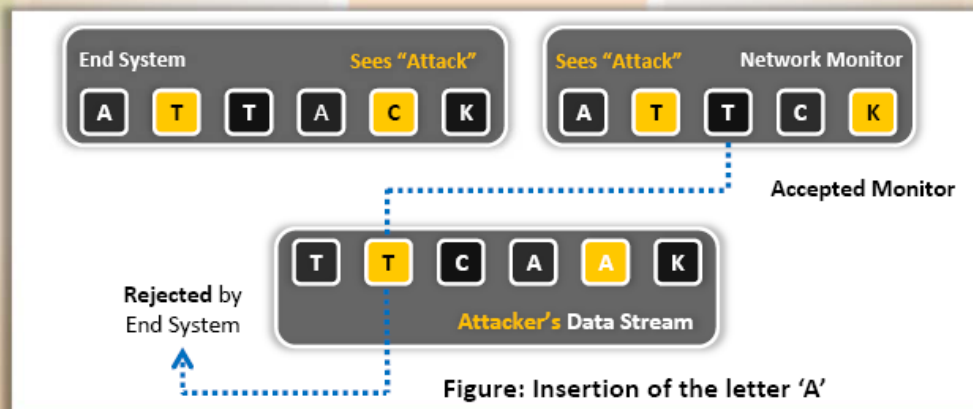 End System Sees “Attack”
A T T A C K
Sees “Attack” Network Monitor
A T T C K
Accepted Monitor
T T C A A K
Attacker’s Data Stream
Rejected by
End System
Figure: Insertion of the letter ‘A’